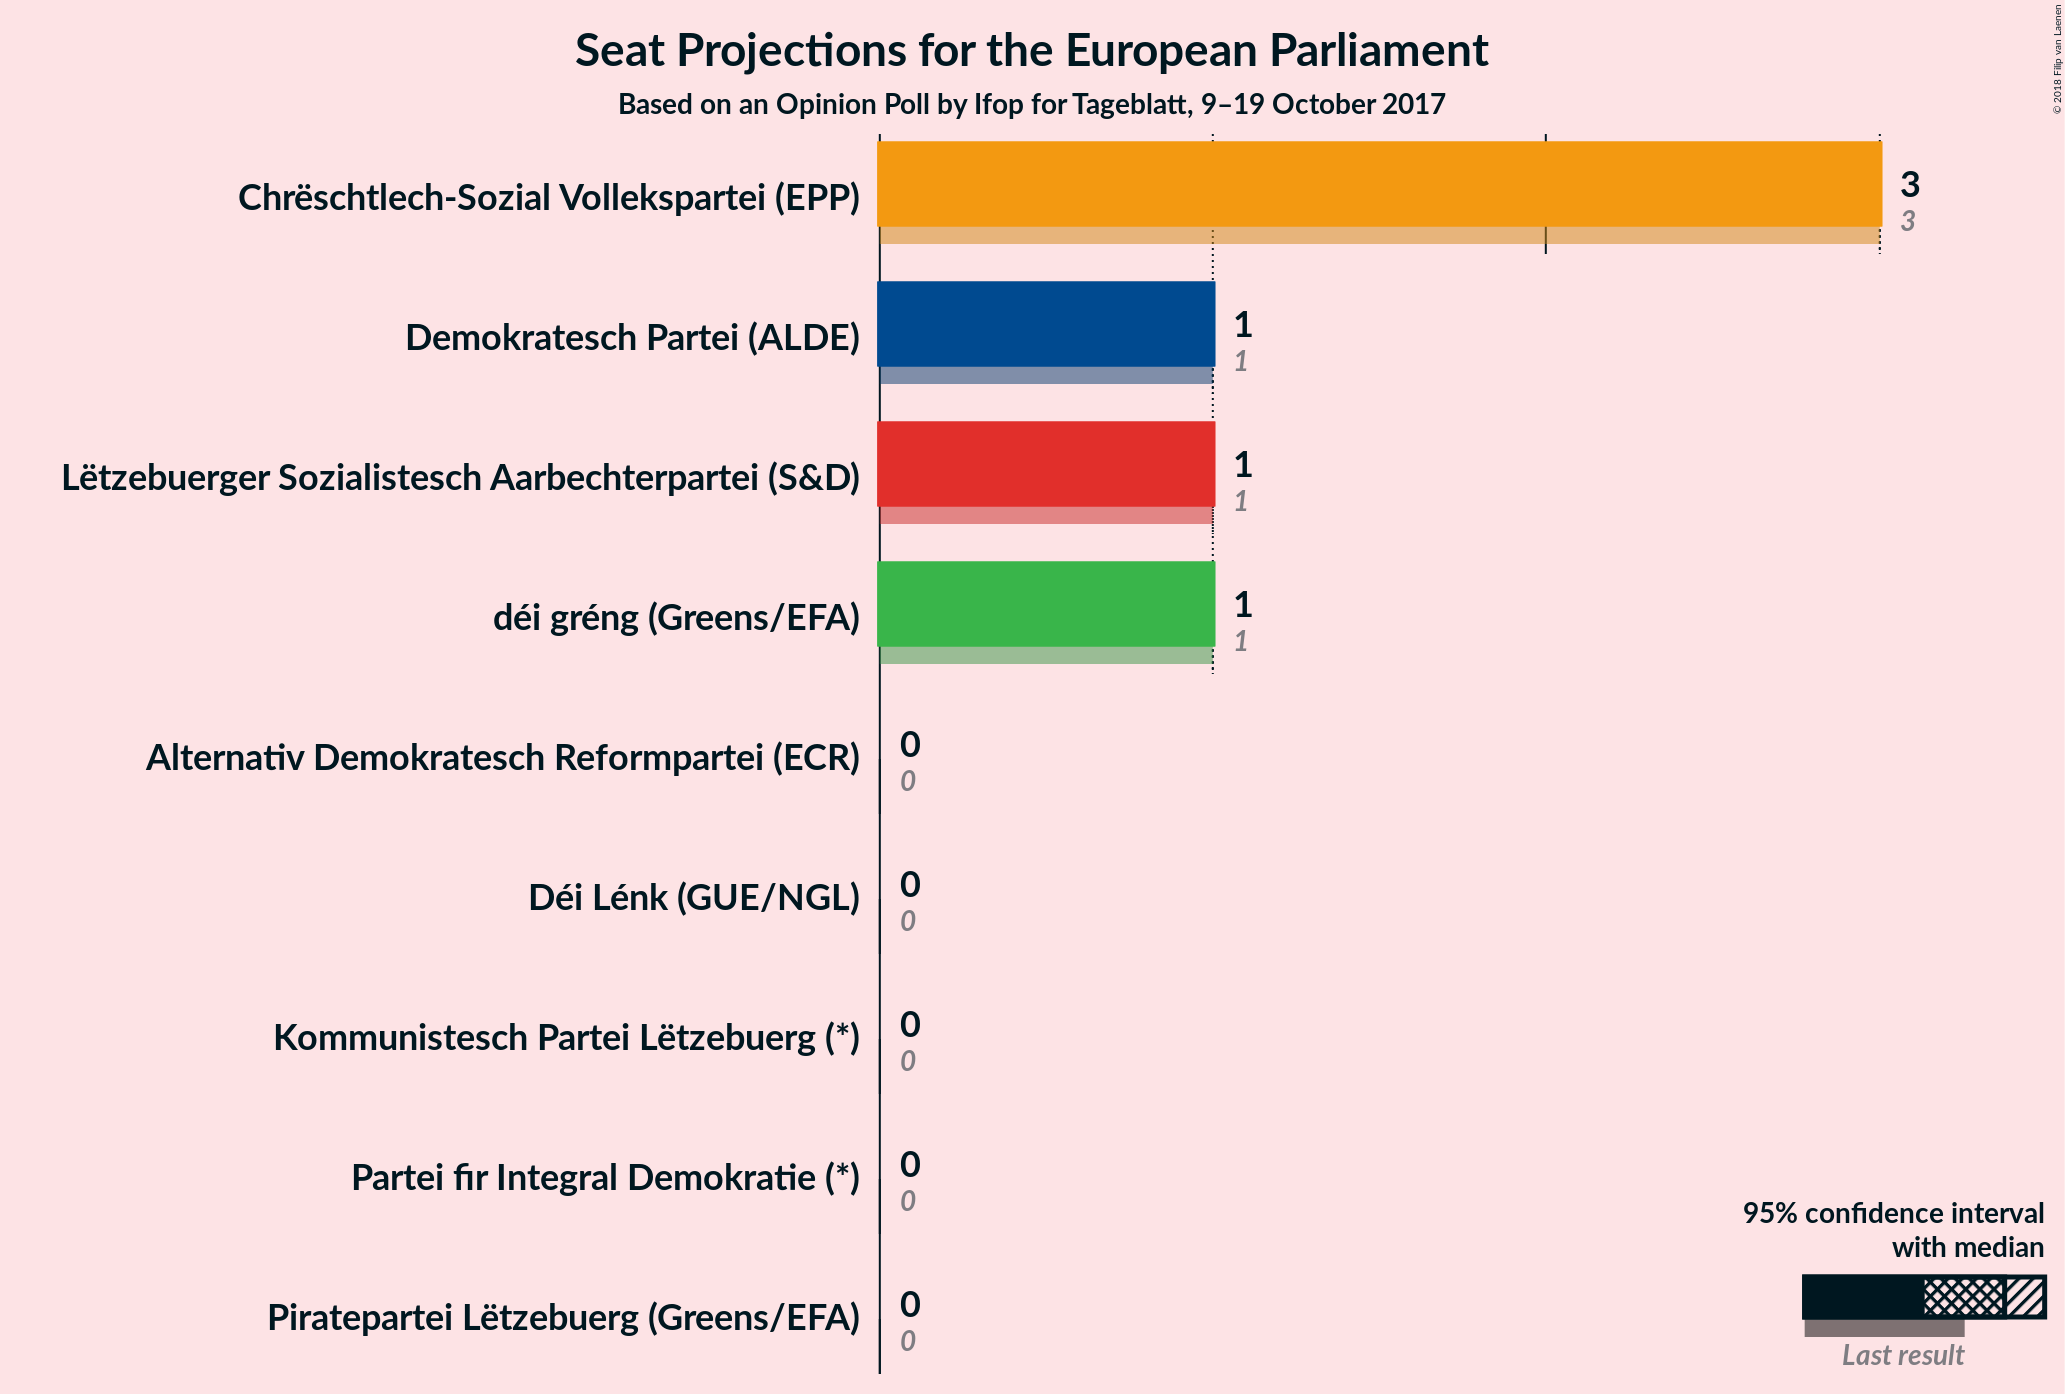 Seat Projections for the European Parliament
Based on an Opinion Poll by Ifop for Tageblatt, 9–19 October 2017
© 2018 Filip van Laenen
Chrëschtlech-Sozial Vollekspartei (EPP)
3
3
Demokratesch Partei (ALDE)
1
1
Lëtzebuerger Sozialistesch Aarbechterpartei (S&D)
1
1
déi gréng (Greens/EFA)
1
1
Alternativ Demokratesch Reformpartei (ECR)
0
0
Déi Lénk (GUE/NGL)
0
0
Kommunistesch Partei Lëtzebuerg (*)
0
0
Partei fir Integral Demokratie (*)
0
0
Piratepartei Lëtzebuerg (Greens/EFA)
0
0
95% confidence interval
with median
Last result